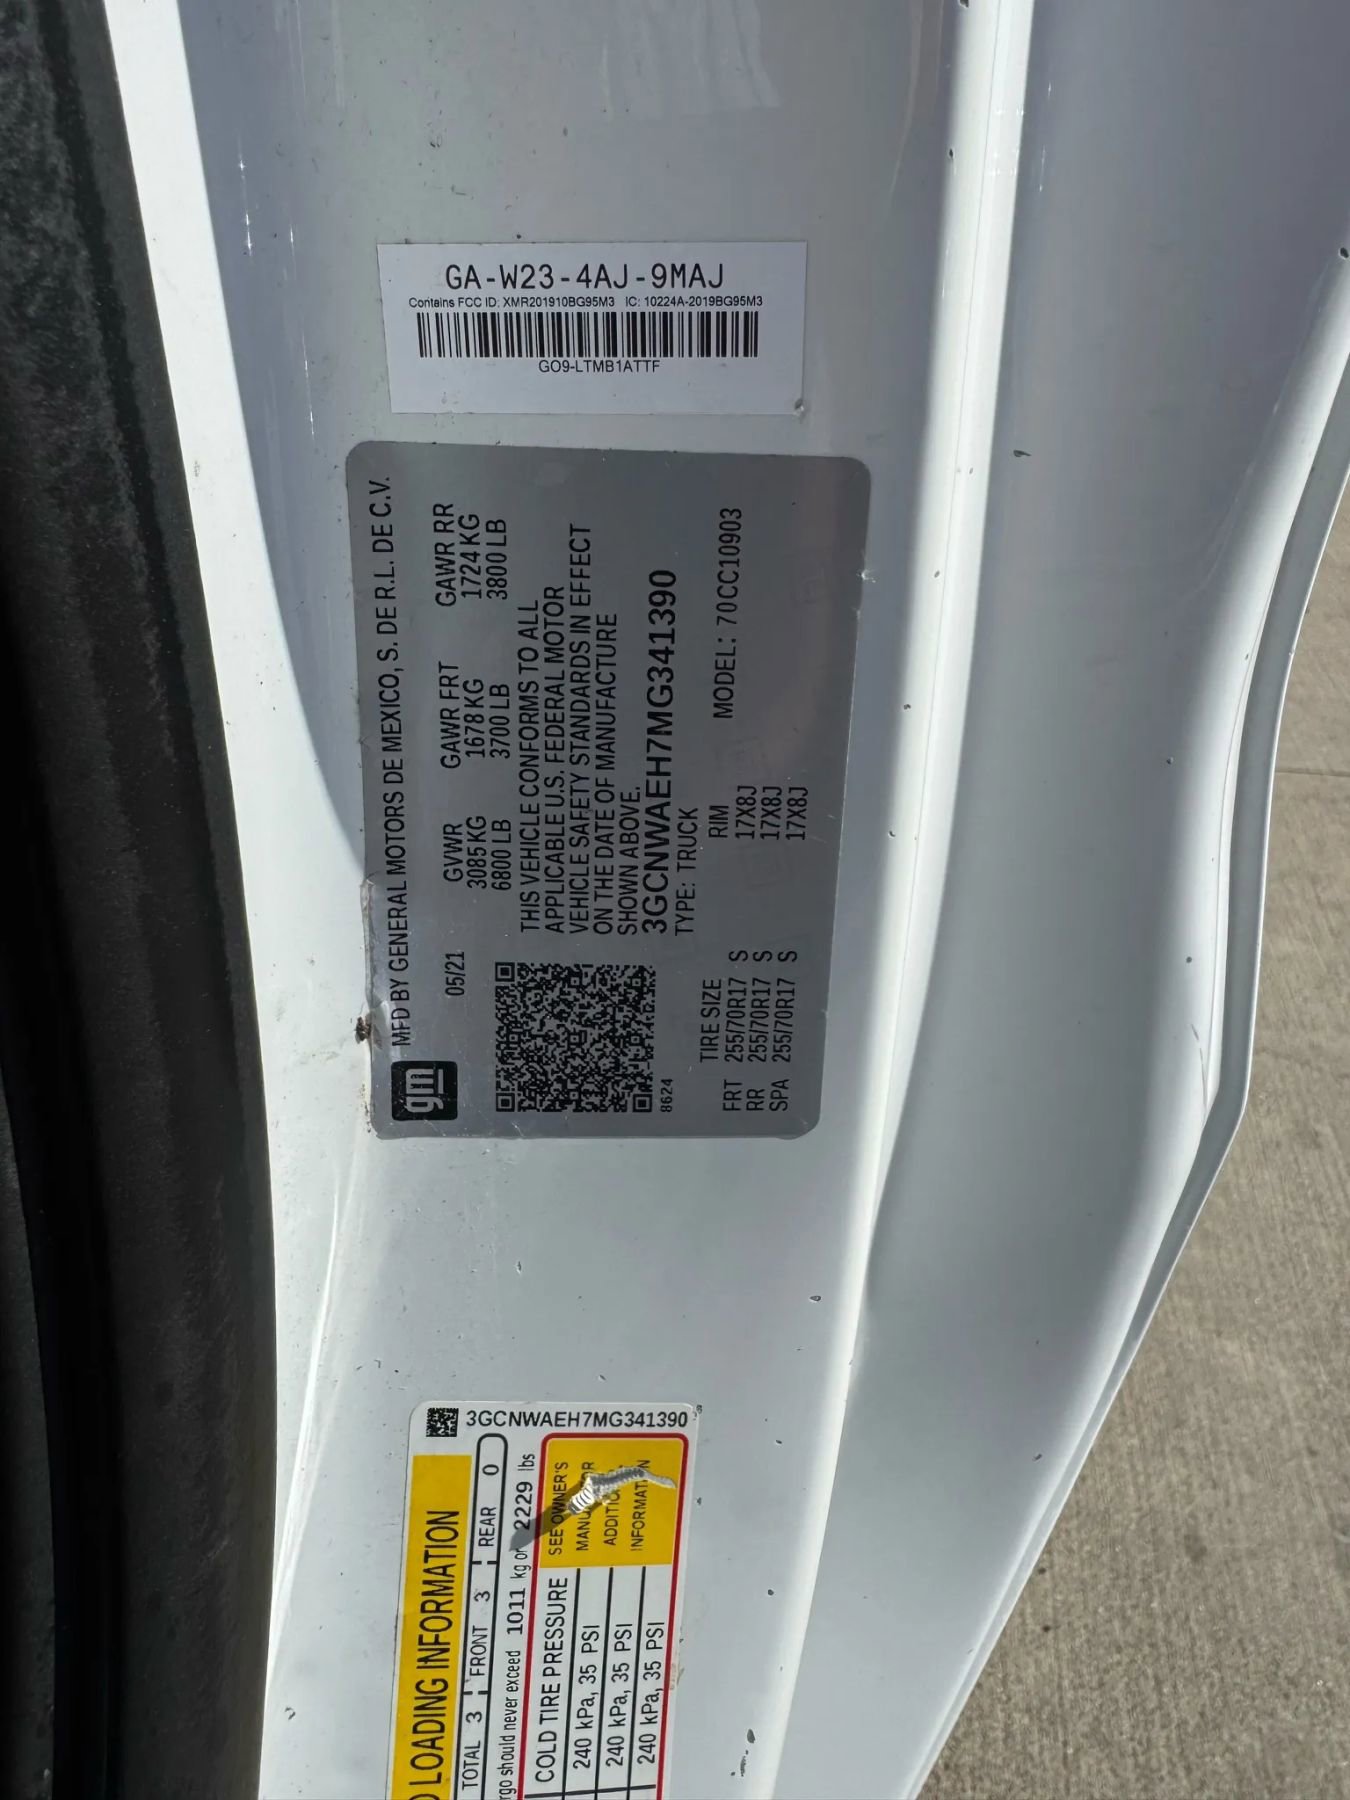 GA-W23-4AJ-9MAJ
Contains FCC ID: XMR201910BG95M3 IC: 10224A-2019BG95M3
GO9-LTMB1ATTF
gm
MFD BY GENERAL MOTORS DE MEXICO, S. DE R.L. DE C.V.
05/21 GVWR GAWR FRT GAWR RR
3085 KG 1678 KG 1724 KG
6800 LB 3700 LB 3800 LB
THIS VEHICLE CONFORMS TO ALL
APPLICABLE U.S. FEDERAL MOTOR
VEHICLE SAFETY STANDARDS IN EFFECT
ON THE DATE OF MANUFACTURE
SHOWN ABOVE.
3GCNWAEH7MG341390
8624 TYPE: TRUCK
TIRE SIZE RIM MODEL: 70CC10903
FRT 255/70R17 S 17X8J
RR 255/70R17 S 17X8J
SPA 255/70R17 S 17X8J
3GCNWAEH7MG341390
LOADING INFORMATION
TOTAL 3 FRONT 3 REAR 0
should never exceed 1011 kg or 2229 lbs
COLD TIRE PRESSURE
240 kPa, 35 PSI
240 kPa, 35 PSI
240 kPa, 35 PSI
SEE OWNER'S